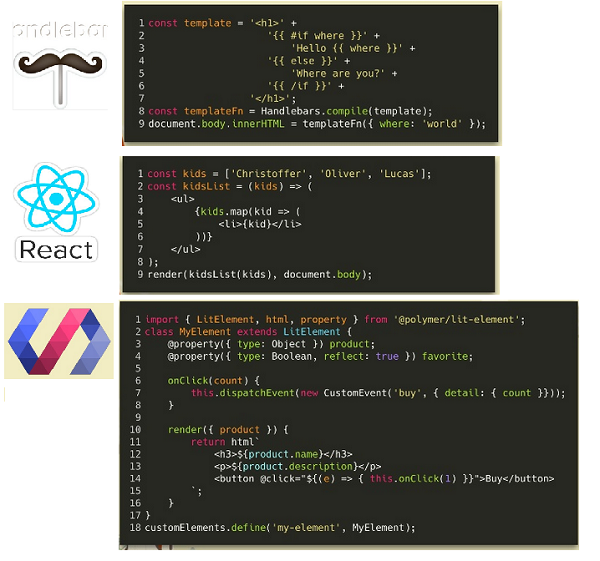 andlebar
1 const template = '<h1>' +
2 '{{ #if where }}' +
3 'Hello {{ where }}' +
4 '{{ else }}' +
5 'Where are you?' +
6 '{{ /if }}' +
7 '</h1>';
8 const templateFn = Handlebars.compile(template);
9 document.body.innerHTML = templateFn({ where: 'world' });
React
1 const kids = ['Christoffer', 'Oliver', 'Lucas'];
2 const kidsList = (kids) => (
3 <ul>
4 {kids.map(kid => (
5 <li>{kid}</li>
6 ))}
7 </ul>
8 );
9 render(kidsList(kids), document.body);
1 import { LitElement, html, property } from '@polymer/lit-element';
2 class MyElement extends LitElement {
3 @property({ type: Object }) product;
4 @property({ type: Boolean, reflect: true }) favorite;
5
6 onClick(count) {
7 this.dispatchEvent(new CustomEvent('buy', { detail: { count }}));
8 }
9
10 render({ product }) {
11 return html`
12 <h3>${product.name}</h3>
13 <p>${product.description}</p>
14 <button @click="${(e) => { this.onClick(1) }}">Buy</button>
15 `;
16 }
17 }
18 customElements.define('my-element', MyElement);